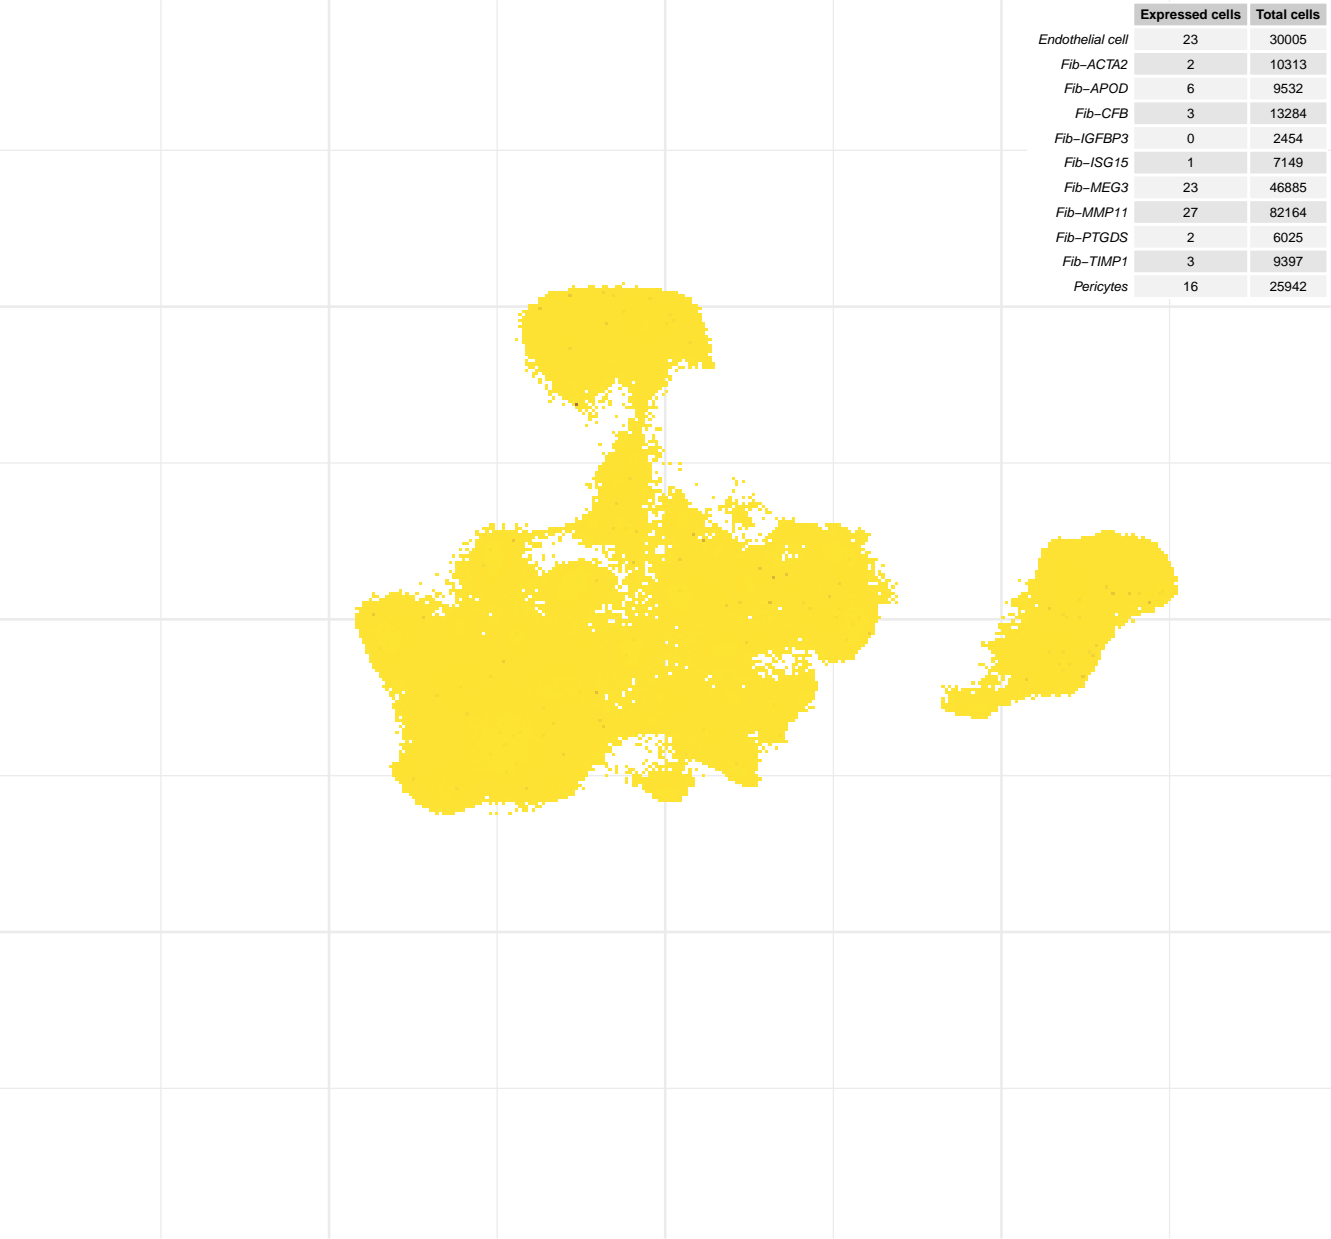 Expressed cells Total cells
Endothelial cell 23 30005
Fib−ACTA2 2 10313
Fib−APOD 6 9532
Fib−CFB 3 13284
Fib−IGFBP3 0 2454
Fib−ISG15 1 7149
Fib−MEG3 23 46885
Fib−MMP11 27 82164
Fib−PTGDS 2 6025
Fib−TIMP1 3 9397
Pericytes 16 25942